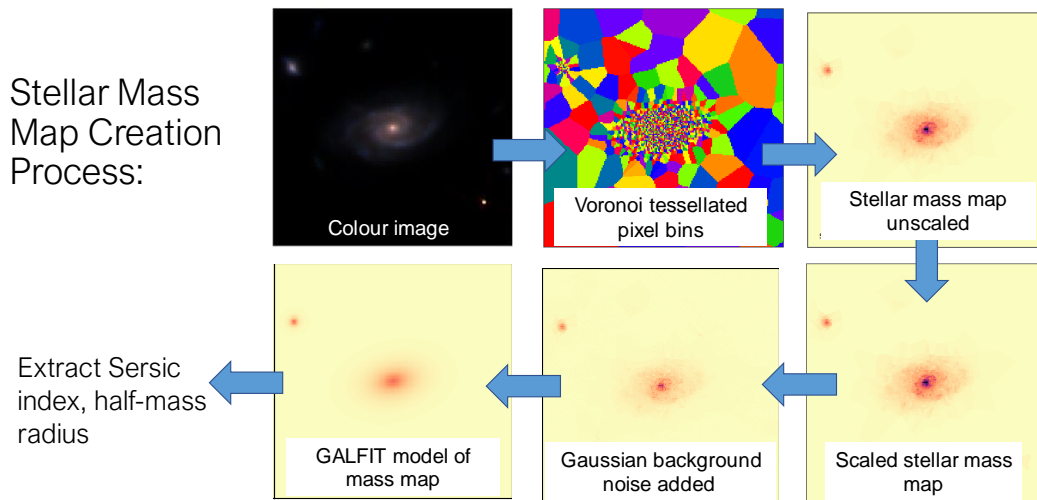 Stellar Mass
Map Creation
Process:
Colour image
Voronoi tessellated
pixel bins
Stellar mass map
unscaled
Scaled stellar mass
map
Gaussian background
noise added
GALFIT model of
mass map
Extract Sersic
index, half-mass
radius